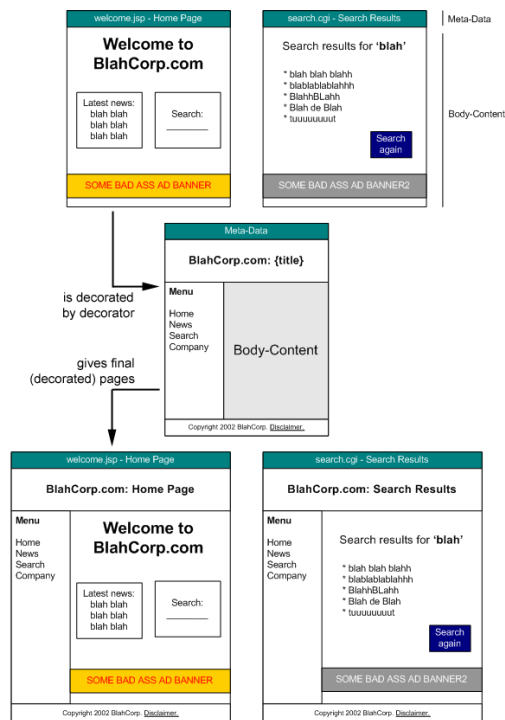 welcome.jsp - Home Page
Welcome to
BlahCorp.com
Latest news:
blah blah
blah blah
blah blah
Search:
SOME BAD ASS AD BANNER
search.cgi - Search Results
Search results for ‘blah’
* blah blah blahh
* blablablablahhh
* BlahhBLahh
* Blah de Blah
* tuuuuuuuut
Search
again
SOME BAD ASS AD BANNER2
Meta-Data
Body-Content
Meta-Data
BlahCorp.com: {title}
Menu
Home
News
Search
Company
Body-Content
Copyright 2002 BlahCorp. Disclaimer.
is decorated
by decorator
gives final
(decorated) pages
welcome.jsp - Home Page
BlahCorp.com: Home Page
Menu
Home
News
Search
Company
Welcome to
BlahCorp.com
Latest news:
blah blah
blah blah
blah blah
Search:
SOME BAD ASS AD BANNER
Copyright 2002 BlahCorp. Disclaimer.
search.cgi - Search Results
BlahCorp.com: Search Results
Menu
Home
News
Search
Company
Search results for ‘blah’
* blah blah blahh
* blablablablahhh
* BlahhBLahh
* Blah de Blah
* tuuuuuuuut
Search
again
SOME BAD ASS AD BANNER2
Copyright 2002 BlahCorp. Disclaimer.